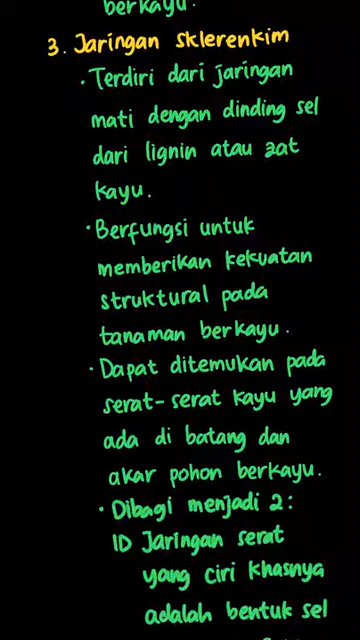 berkayu.
3. Jaringan sklerenkim
• Terdiri dari jaringan
mati dengan dinding sel
dari lignin atau zat
kayu.
• Berfungsi untuk
memberikan kekuatan
struktural pada
tanaman berkayu.
• Dapat ditemukan pada
serat-serat kayu yang
ada di batang dan
akar pohon berkayu.
• Dibagi menjadi 2:
1D Jaringan serat
yang ciri khasnya
adalah bentuk sel